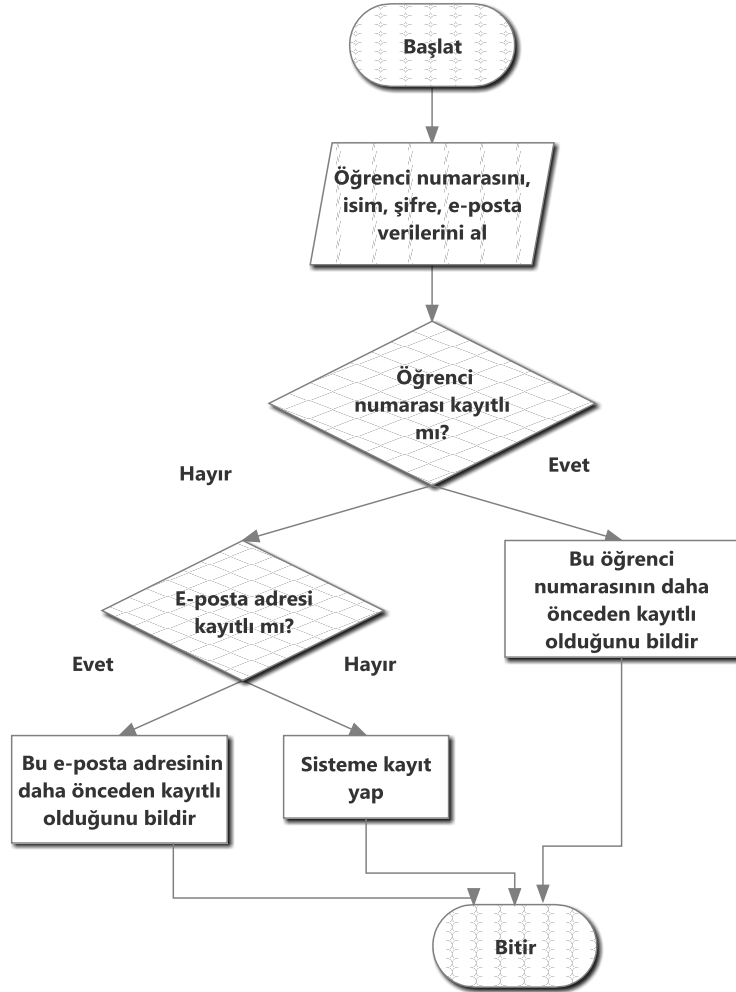 Başlat
Öğrenci numarasını,
isim, şifre, e-posta
verilerini al
Öğrenci
numarası kayıtlı
mı?
Hayır
Evet
E-posta adresi
kayıtlı mı?
Bu öğrenci
numarasının daha
önceden kayıtlı
olduğunu bildir
Evet
Hayır
Bu e-posta adresinin
daha önceden kayıtlı
olduğunu bildir
Sisteme kayıt
yap
Bitir